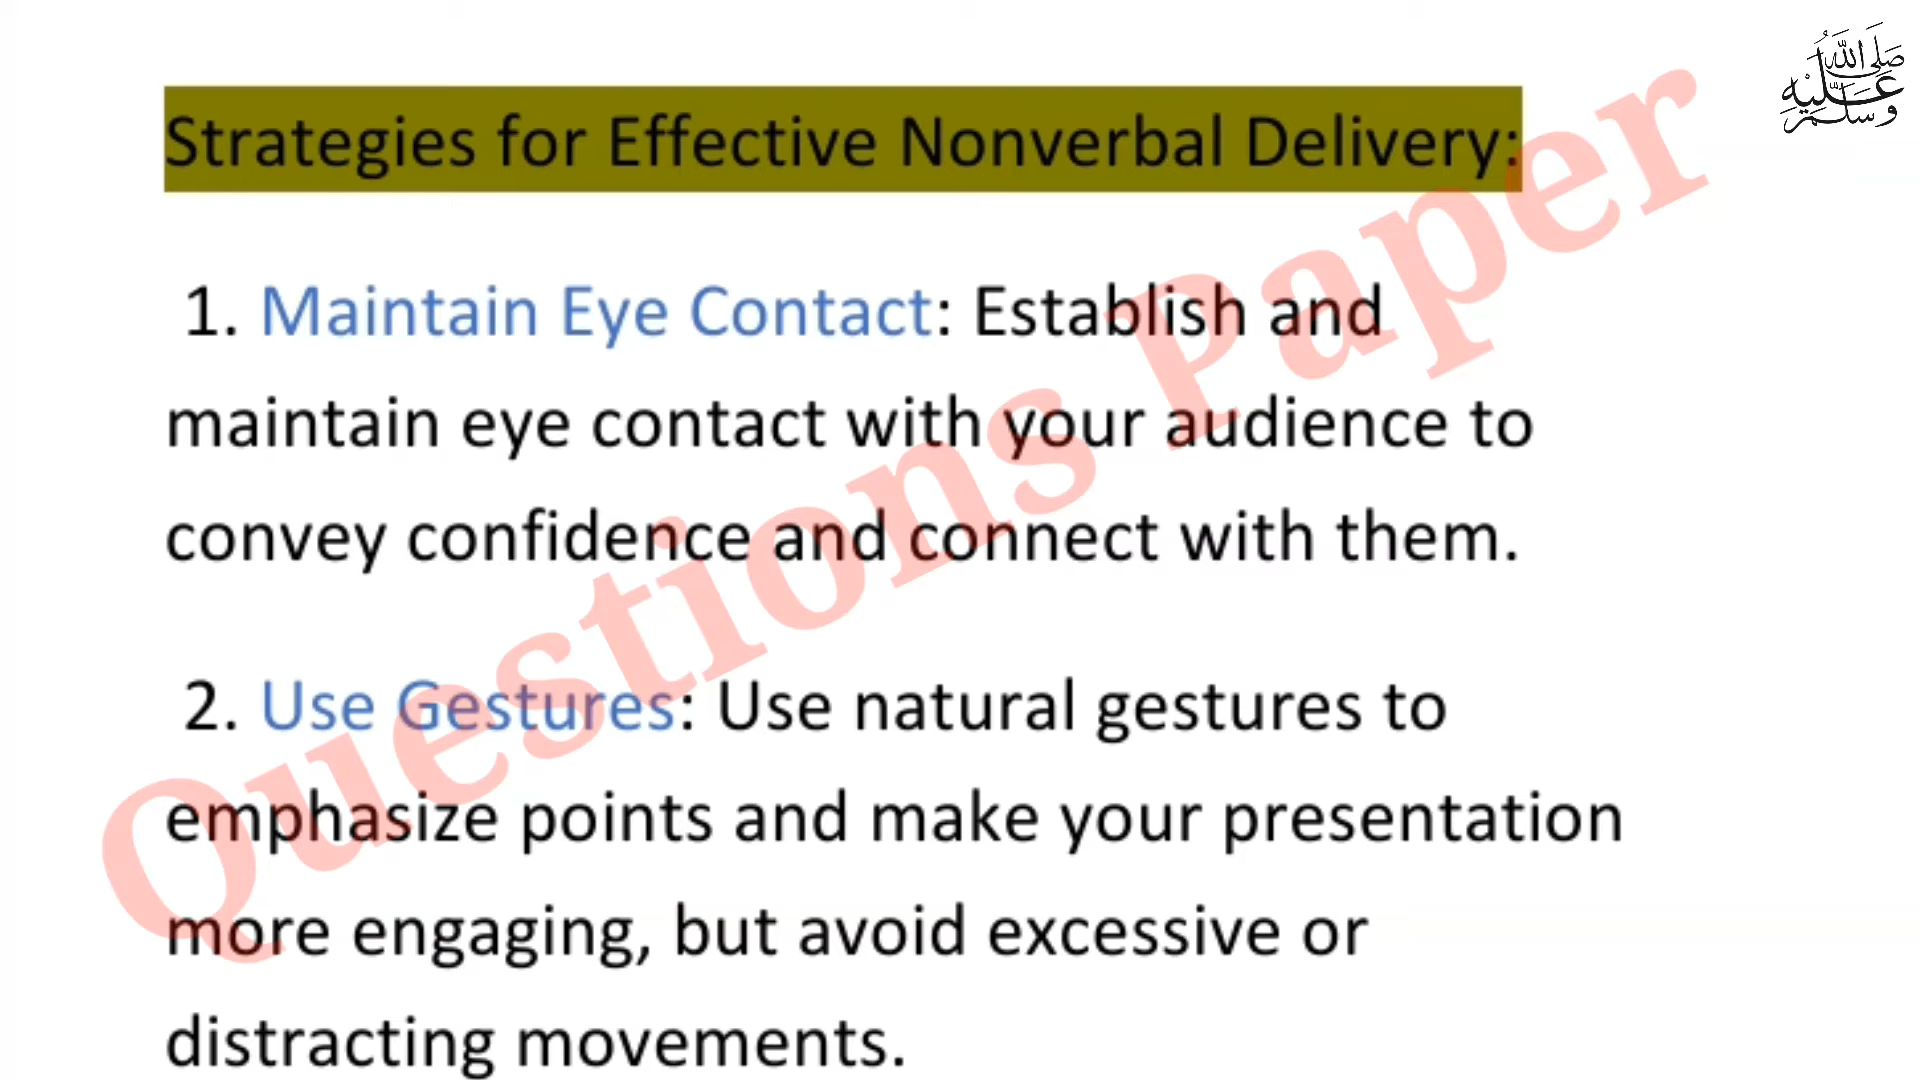 Strategies for Effective Nonverbal Delivery:
1. Maintain Eye Contact: Establish and
maintain eye contact with your audience to
convey confidence and connect with them.
2. Use Gestures: Use natural gestures to
emphasize points and make your presentation
more engaging, but avoid excessive or
distracting movements.
Questions Paper
صَلَّى اللهُ
عَلَيْهِ
وَسَلَّمَ